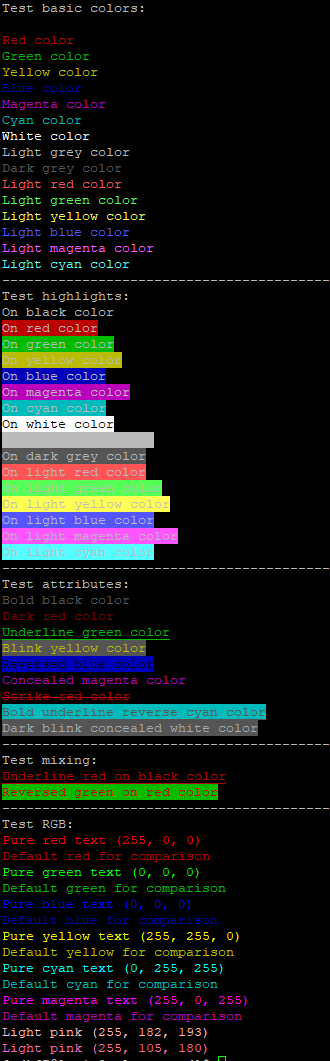 Test basic colors:
Red color
Green color
Yellow color
Blue color
Magenta color
Cyan color
White color
Light grey color
Dark grey color
Light red color
Light green color
Light yellow color
Light blue color
Light magenta color
Light cyan color
Test highlights:
On black color
On red color
On green color
On yellow color
On blue color
On magenta color
On cyan color
On white color
On dark grey color
On light red color
On light green color
On light yellow color
On light blue color
On light magenta color
On light cyan color
Test attributes:
Bold black color
Dark red color
Underline green color
Blink yellow color
Reversed blue color
Concealed magenta color
Strike red color
Bold underline reverse cyan color
Dark blink concealed white color
Test mixing:
Underline red on black color
Reversed green on red color
Test RGB:
Pure red text (255, 0, 0)
Default red for comparison
Pure green text (0, 0, 0)
Default green for comparison
Pure blue text (0, 0, 0)
Default blue for comparison
Pure yellow text (255, 255, 0)
Default yellow for comparison
Pure cyan text (0, 255, 255)
Default cyan for comparison
Pure magenta text (255, 0, 255)
Default magenta for comparison
Light pink (255, 182, 193)
Light pink (255, 105, 180)